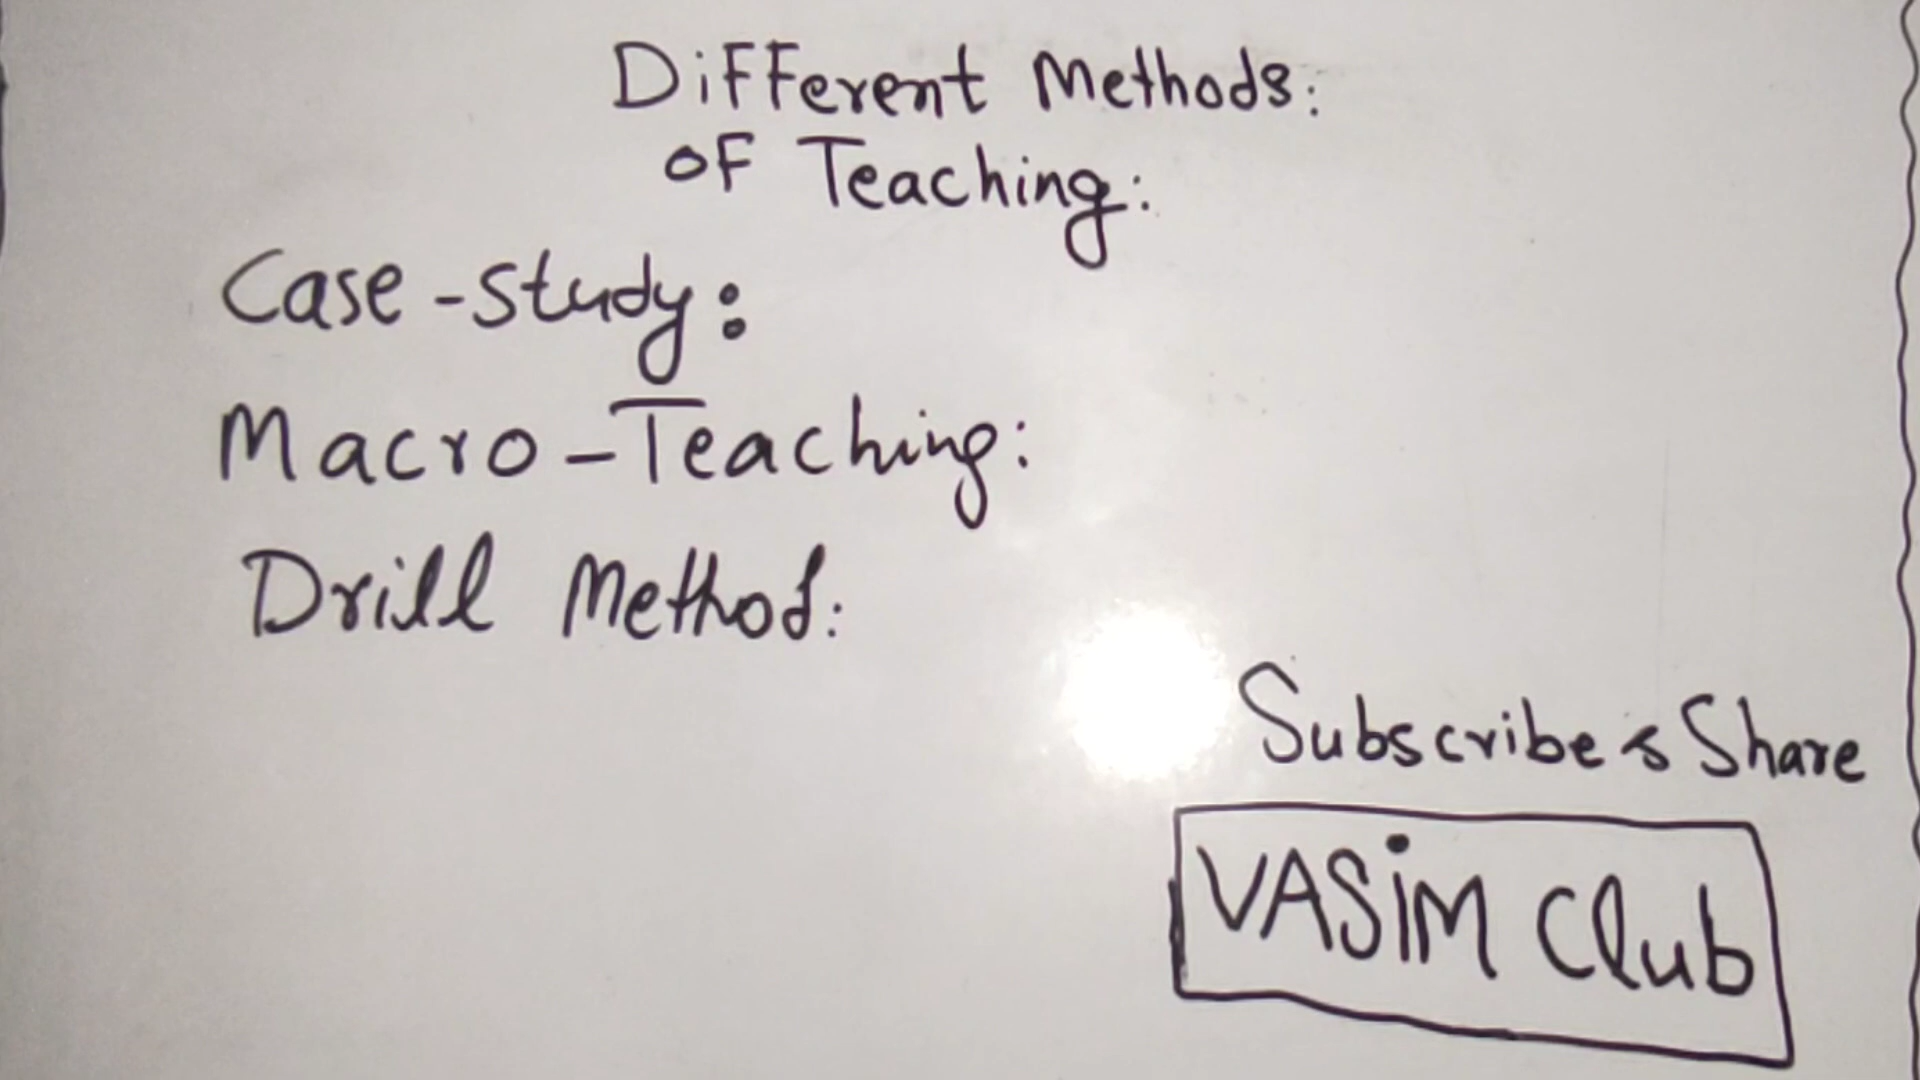 Different Methods:
of Teaching:
Case-study:
Macro-Teaching:
Drill Method:
Subscribe & Share
VASiM Club